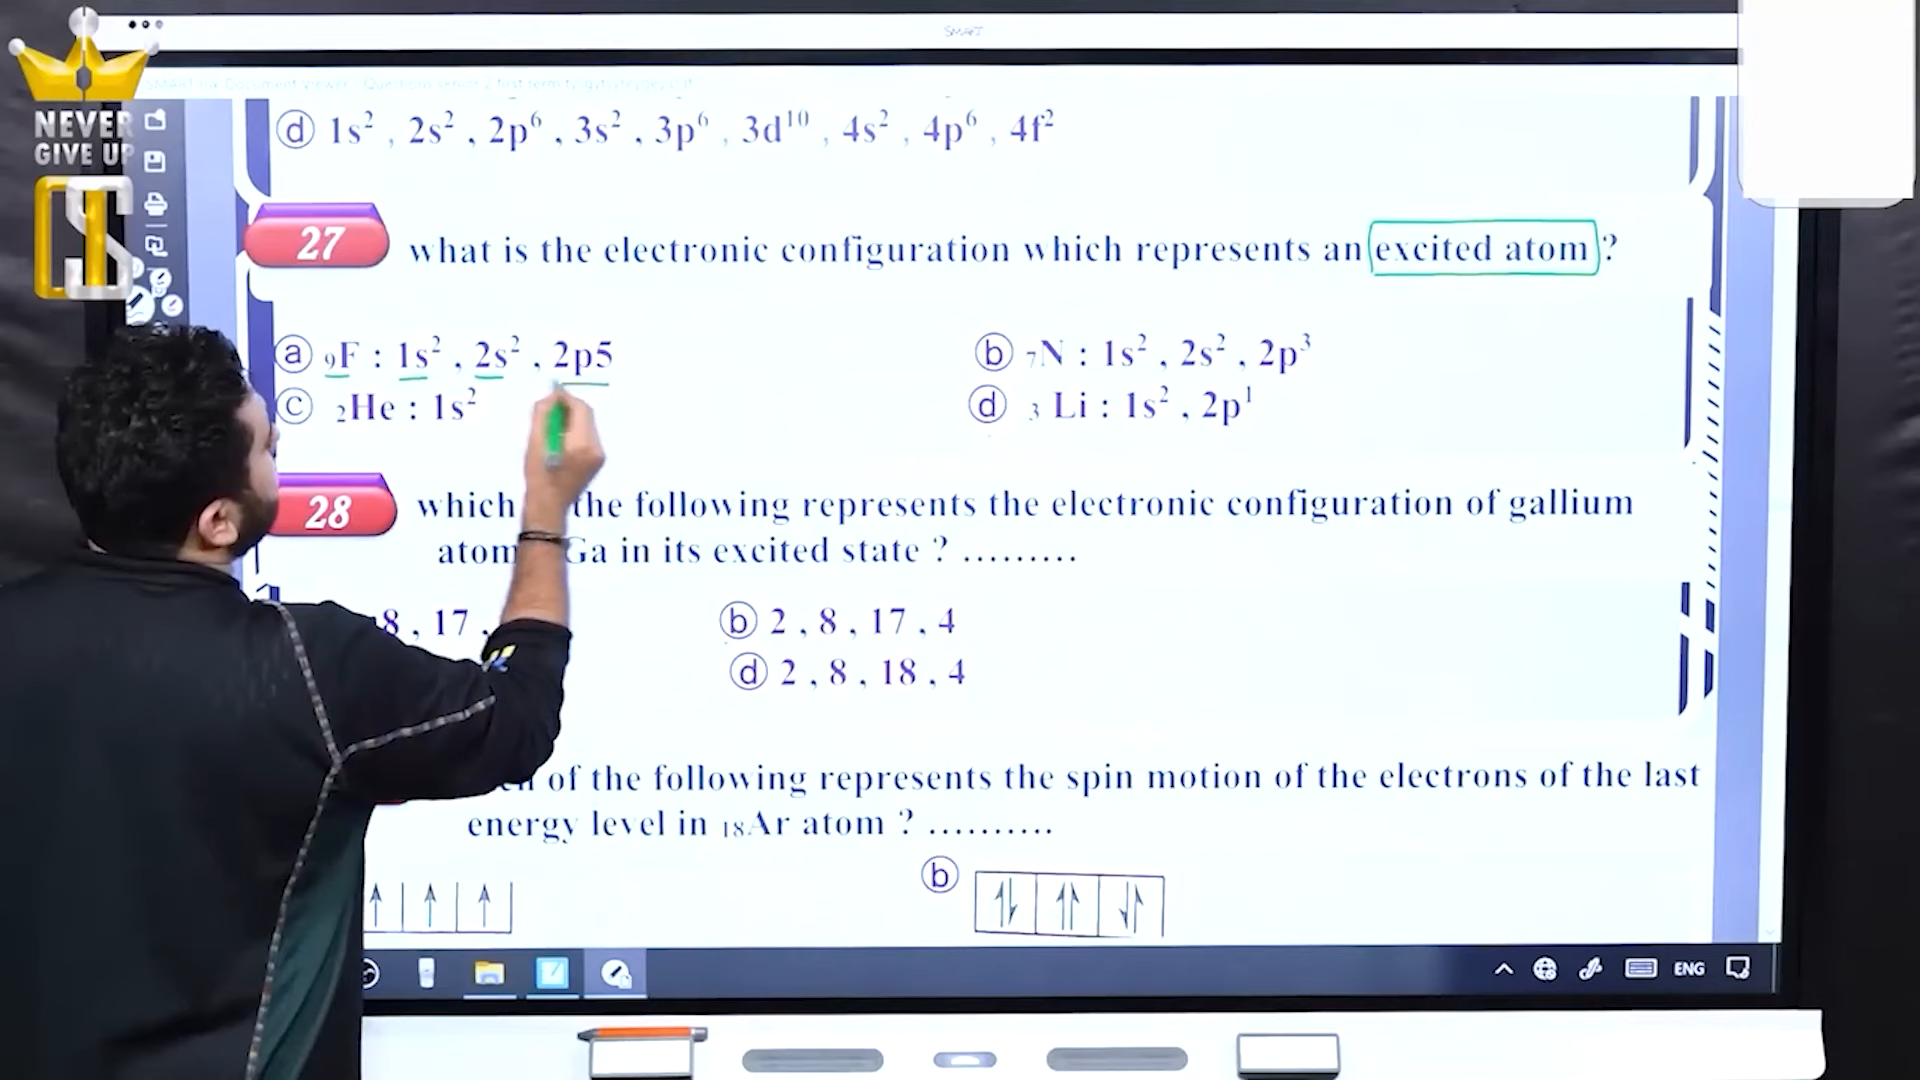 SMART
NEVER
GIVE UP
ⓓ 1s² , 2s² , 2p⁶ , 3s² , 3p⁶ , 3d¹⁰ , 4s² , 4p⁶ , 4f²
27 what is the electronic configuration which represents an excited atom ?
ⓐ ₉F : 1s² , 2s² , 2p5
ⓑ ₇N : 1s² , 2s² , 2p³
ⓒ ₂He : 1s²
ⓓ ₃ Li : 1s² , 2p¹
28 which the following represents the electronic configuration of gallium
atom Ga in its excited state ? .........
8 , 17 ,
ⓑ 2 , 8 , 17 , 4
ⓓ 2 , 8 , 18 , 4
of the following represents the spin motion of the electrons of the last
energy level in ₁₈Ar atom ? ..........
ⓑ
ENG